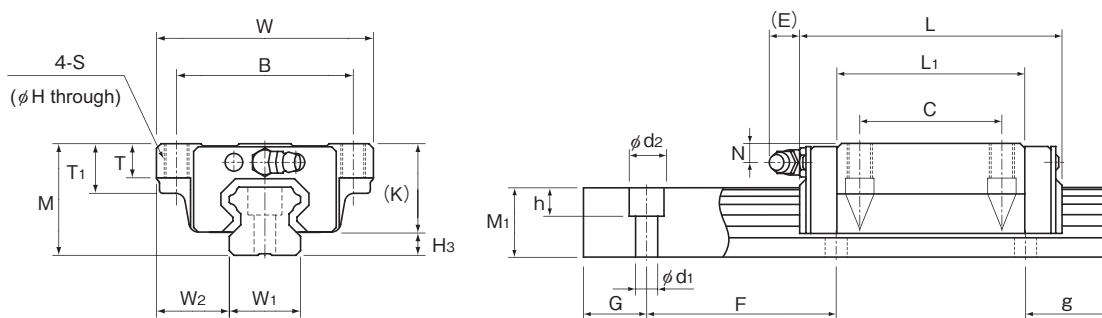 W
B
4-S
(φH through)
T
T1
M
(K)
H3
W2
W1
(E)
L
L1
C
N
φd2
h
M1
φd1
G
F
g